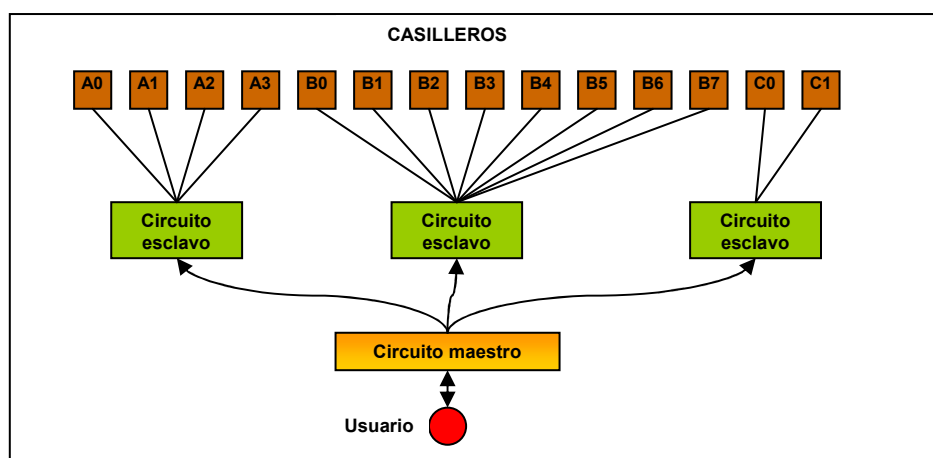 CASILLEROS
A0 A1 A2 A3 B0 B1 B2 B3 B4 B5 B6 B7 C0 C1
Circuito esclavo
Circuito esclavo
Circuito esclavo
Circuito maestro
Usuario